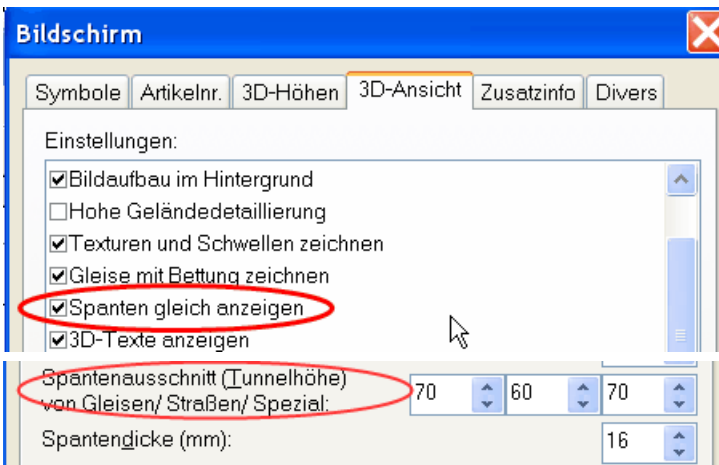 Bildschirm
Symbole Artikelnr. 3D-Höhen 3D-Ansicht Zusatzinfo Divers
Einstellungen:
Bildaufbau im Hintergrund
Hohe Geländedetaillierung
Texturen und Schwellen zeichnen
Gleise mit Bettung zeichnen
Spanten gleich anzeigen
3D-Texte anzeigen
Spantenausschnitt (Tunnelhöhe)
von Gleisen/ Straßen/ Spezial: 70 60 70
Spantendicke (mm): 16